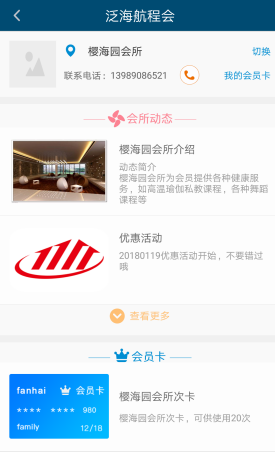 泛海航程会
樱海园会所
切换
联系电话：13989086521
我的会员卡
会所动态
樱海园会所介绍
动态简介
樱海园会所为会员提供各种健康服
务，如高温瑜伽私教课程，各种舞蹈
课程等
优惠活动
20180119优惠活动开始，不要错过
哦
查看更多
会员卡
fanhai 会员卡
**** **** 980
family 12/18
樱海园会所次卡
樱海园会所次卡，可供使用20次